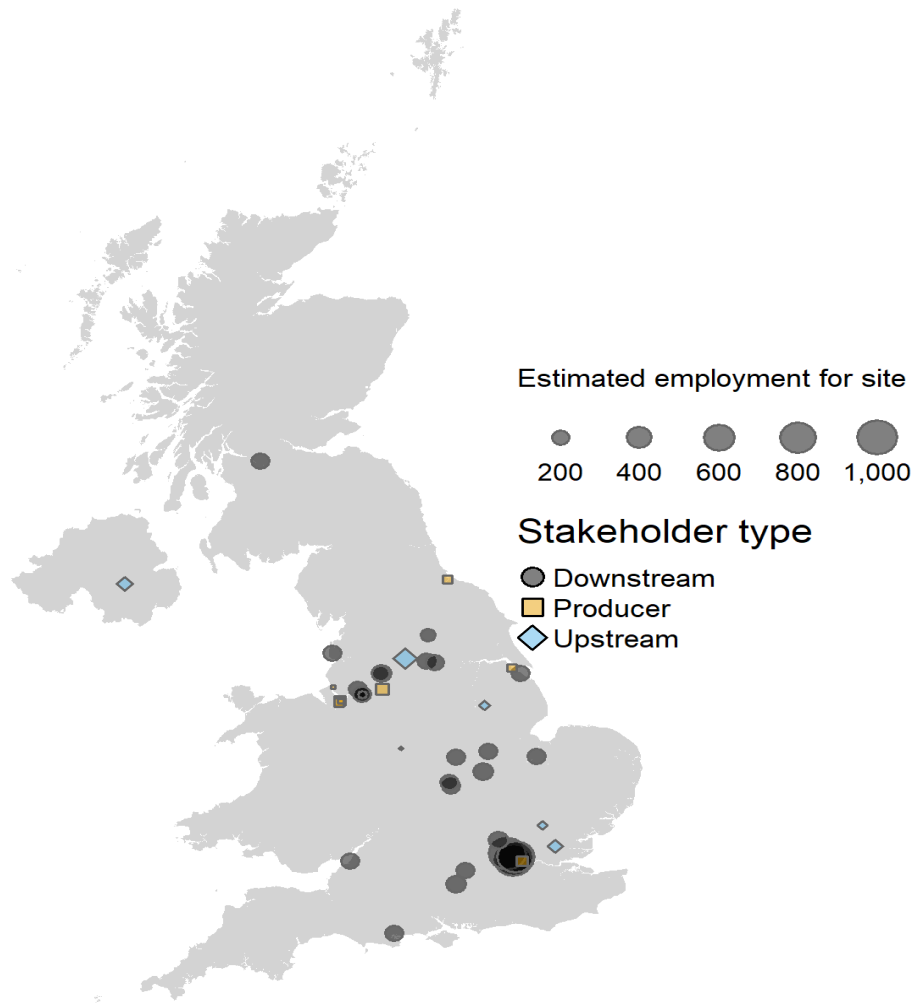 Estimated employment for site
200 400 600 800 1,000
Stakeholder type
Downstream
Producer
Upstream